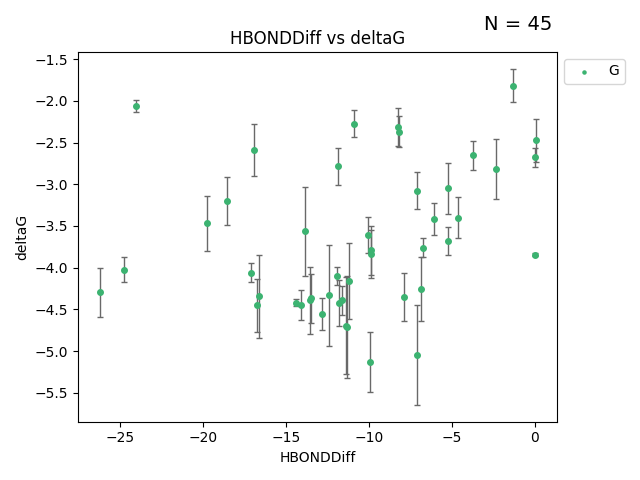 N = 45
HBONDDiff vs deltaG
G
−1.5
−2.0
−2.5
−3.0
−3.5
−4.0
−4.5
−5.0
−5.5
deltaG
−25 −20 −15 −10 −5 0
HBONDDiff